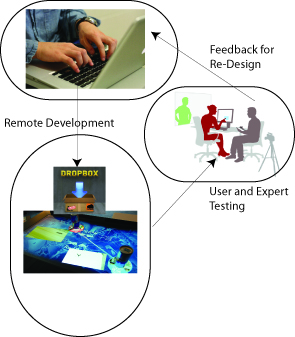 Feedback for
Re-Design
Remote Development
DROPBOX
User and Expert
Testing